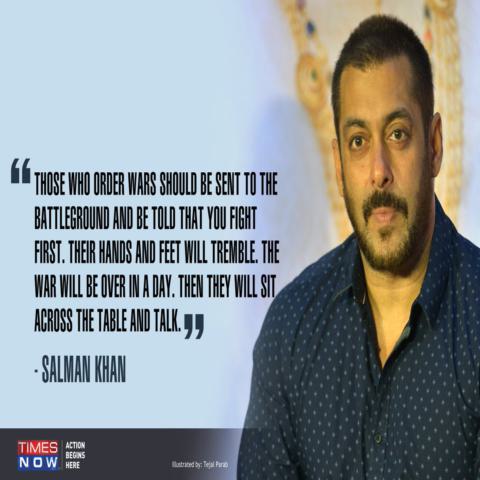 “THOSE WHO ORDER WARS SHOULD BE SENT TO THE
BATTLEGROUND AND BE TOLD THAT YOU FIGHT
FIRST. THEIR HANDS AND FEET WILL TREMBLE. THE
WAR WILL BE OVER IN A DAY. THEN THEY WILL SIT
ACROSS THE TABLE AND TALK.”
- SALMAN KHAN
TIMES
NOW
ACTION
BEGINS
HERE
Illustrated by: Tejal Parab